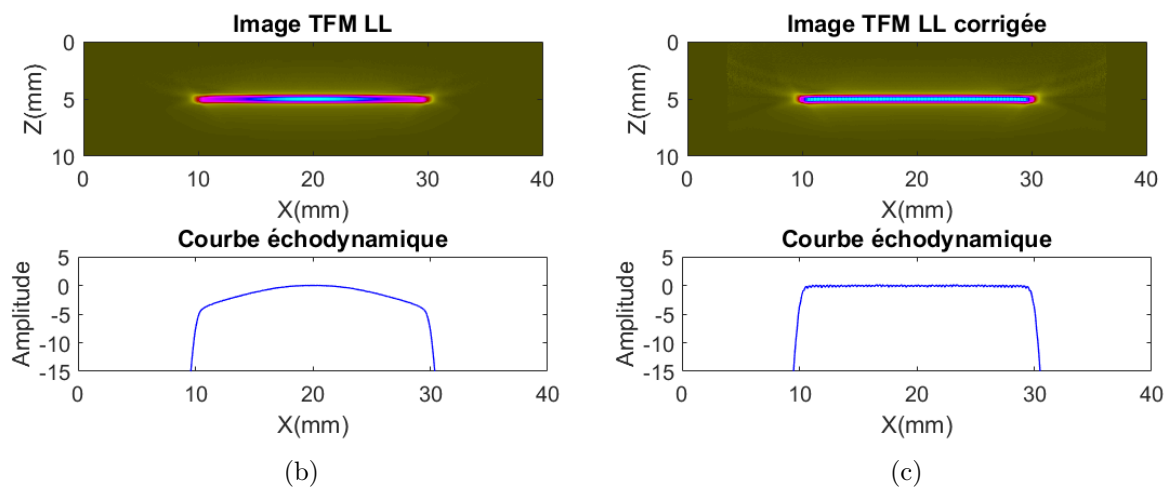 Image TFM LL
0
Z(mm)
5
10
0 10 20 30 40
X(mm)
Courbe échodynamique
5
0
Amplitude
-5
-10
-15
0 10 20 30 40
X(mm)
(b)
Image TFM LL corrigée
0
Z(mm)
5
10
0 10 20 30 40
X(mm)
Courbe échodynamique
5
0
Amplitude
-5
-10
-15
0 10 20 30 40
X(mm)
(c)